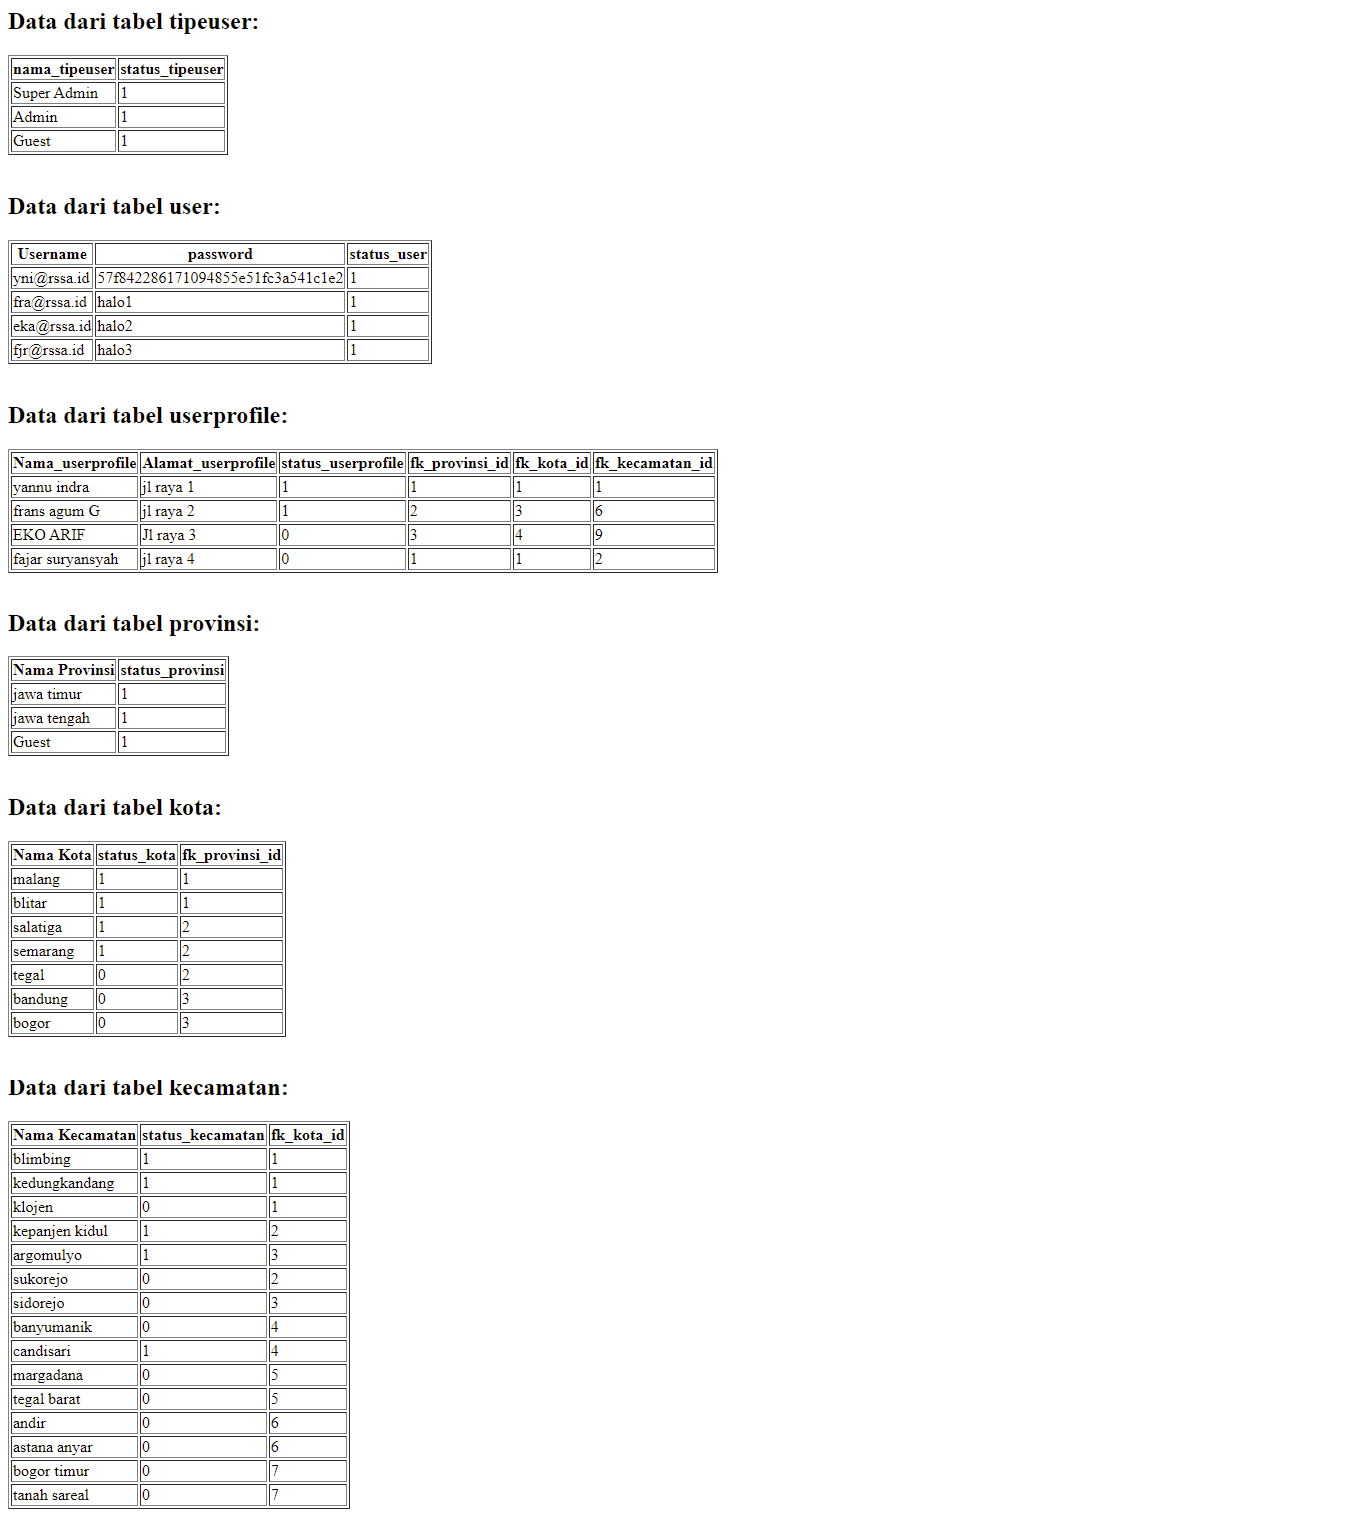 Data dari tabel tipeuser:
nama_tipeuser status_tipeuser
Super Admin 1
Admin 1
Guest 1
Data dari tabel user:
Username password status_user
yni@rssa.id 57f842286171094855e51fc3a541c1e2 1
fra@rssa.id halo1 1
eka@rssa.id halo2 1
fjr@rssa.id halo3 1
Data dari tabel userprofile:
Nama_userprofile Alamat_userprofile status_userprofile fk_provinsi_id fk_kota_id fk_kecamatan_id
yannu indra jl raya 1 1 1 1 1
frans agum G jl raya 2 1 2 3 6
EKO ARIF Jl raya 3 0 3 4 9
fajar suryansyah jl raya 4 0 1 1 2
Data dari tabel provinsi:
Nama Provinsi status_provinsi
jawa timur 1
jawa tengah 1
Guest 1
Data dari tabel kota:
Nama Kota status_kota fk_provinsi_id
malang 1 1
blitar 1 1
salatiga 1 2
semarang 1 2
tegal 0 2
bandung 0 3
bogor 0 3
Data dari tabel kecamatan:
Nama Kecamatan status_kecamatan fk_kota_id
blimbing 1 1
kedungkandang 1 1
klojen 0 1
kepanjen kidul 1 2
argomulyo 1 3
sukorejo 0 2
sidorejo 0 3
banyumanik 0 4
candisari 1 4
margadana 0 5
tegal barat 0 5
andir 0 6
astana anyar 0 6
bogor timur 0 7
tanah sareal 0 7